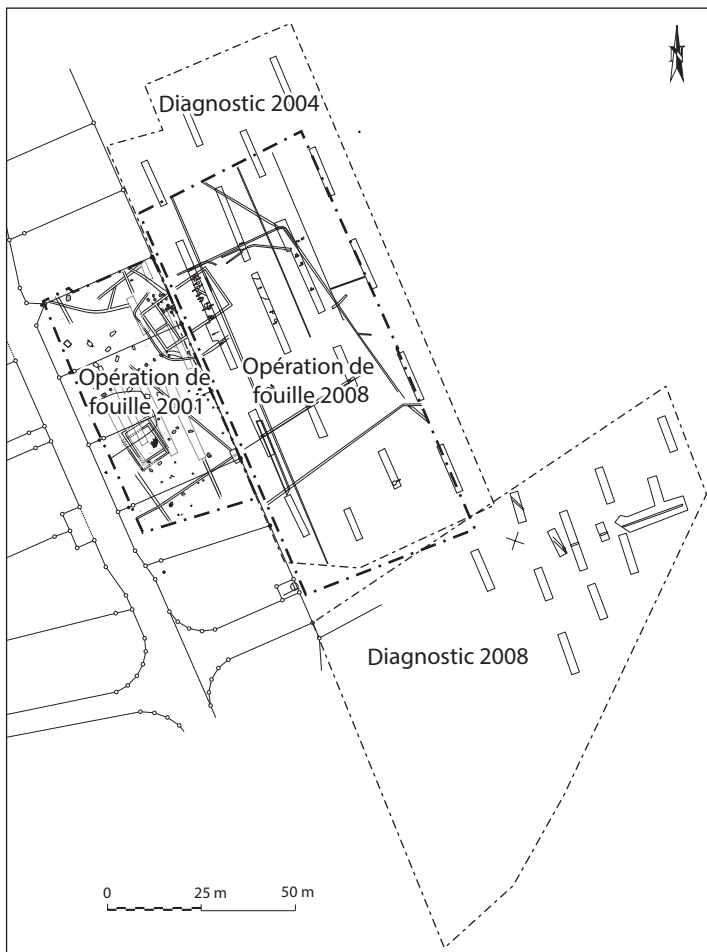 N
Diagnostic 2004
Opération de
fouille 2001
Opération de
fouille 2008
Diagnostic 2008
0
25 m
50 m